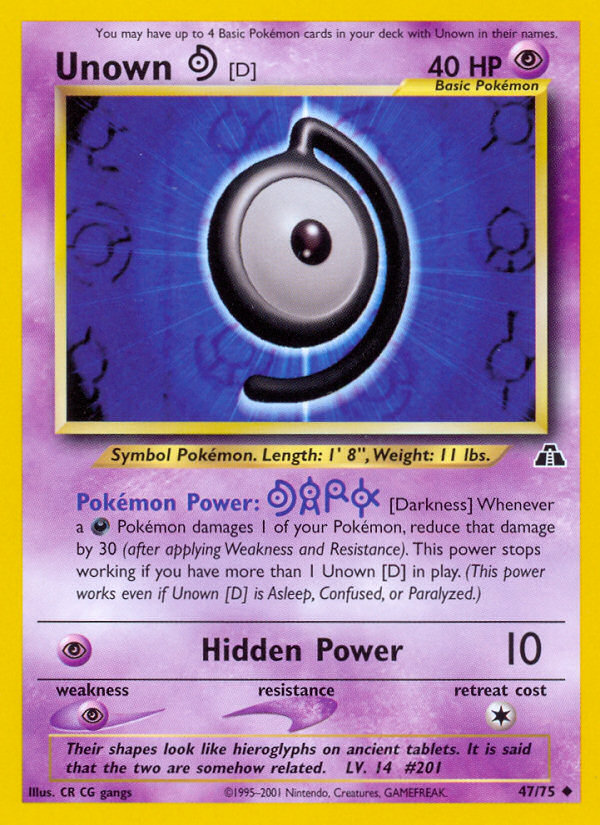 You may have up to 4 Basic Pokémon cards in your deck with Unown in their names.
Unown [D] 40 HP
Basic Pokémon
Symbol Pokémon. Length: 1' 8", Weight: 11 lbs.
Pokémon Power: [Darkness] Whenever
a Pokémon damages 1 of your Pokémon, reduce that damage
by 30 (after applying Weakness and Resistance). This power stops
working if you have more than 1 Unown [D] in play. (This power
works even if Unown [D] is Asleep, Confused, or Paralyzed.)
Hidden Power 10
weakness resistance retreat cost
Their shapes look like hieroglyphs on ancient tablets. It is said
that the two are somehow related. LV. 14 #201
Illus. CR CG gangs ©1995-2001 Nintendo, Creatures, GAMEFREAK. 47/75